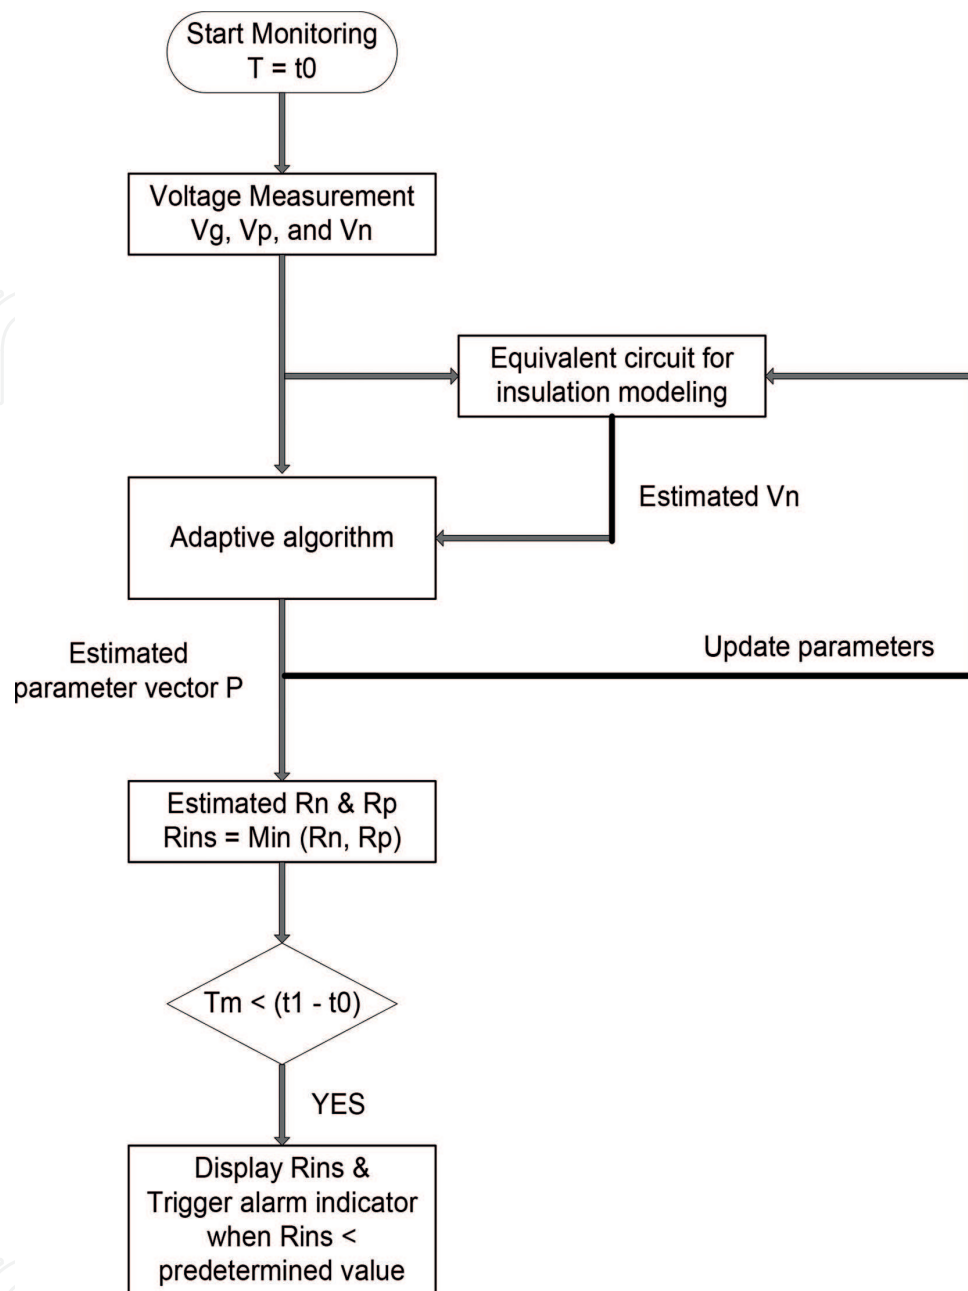 Start Monitoring
T = t0
Voltage Measurement
Vg, Vp, and Vn
Equivalent circuit for
insulation modeling
Estimated Vn
Adaptive algorithm
Estimated
parameter vector P
Update parameters
Estimated Rn & Rp
Rins = Min (Rn, Rp)
Tm < (t1 - t0)
YES
Display Rins &
Trigger alarm indicator
when Rins <
predetermined value